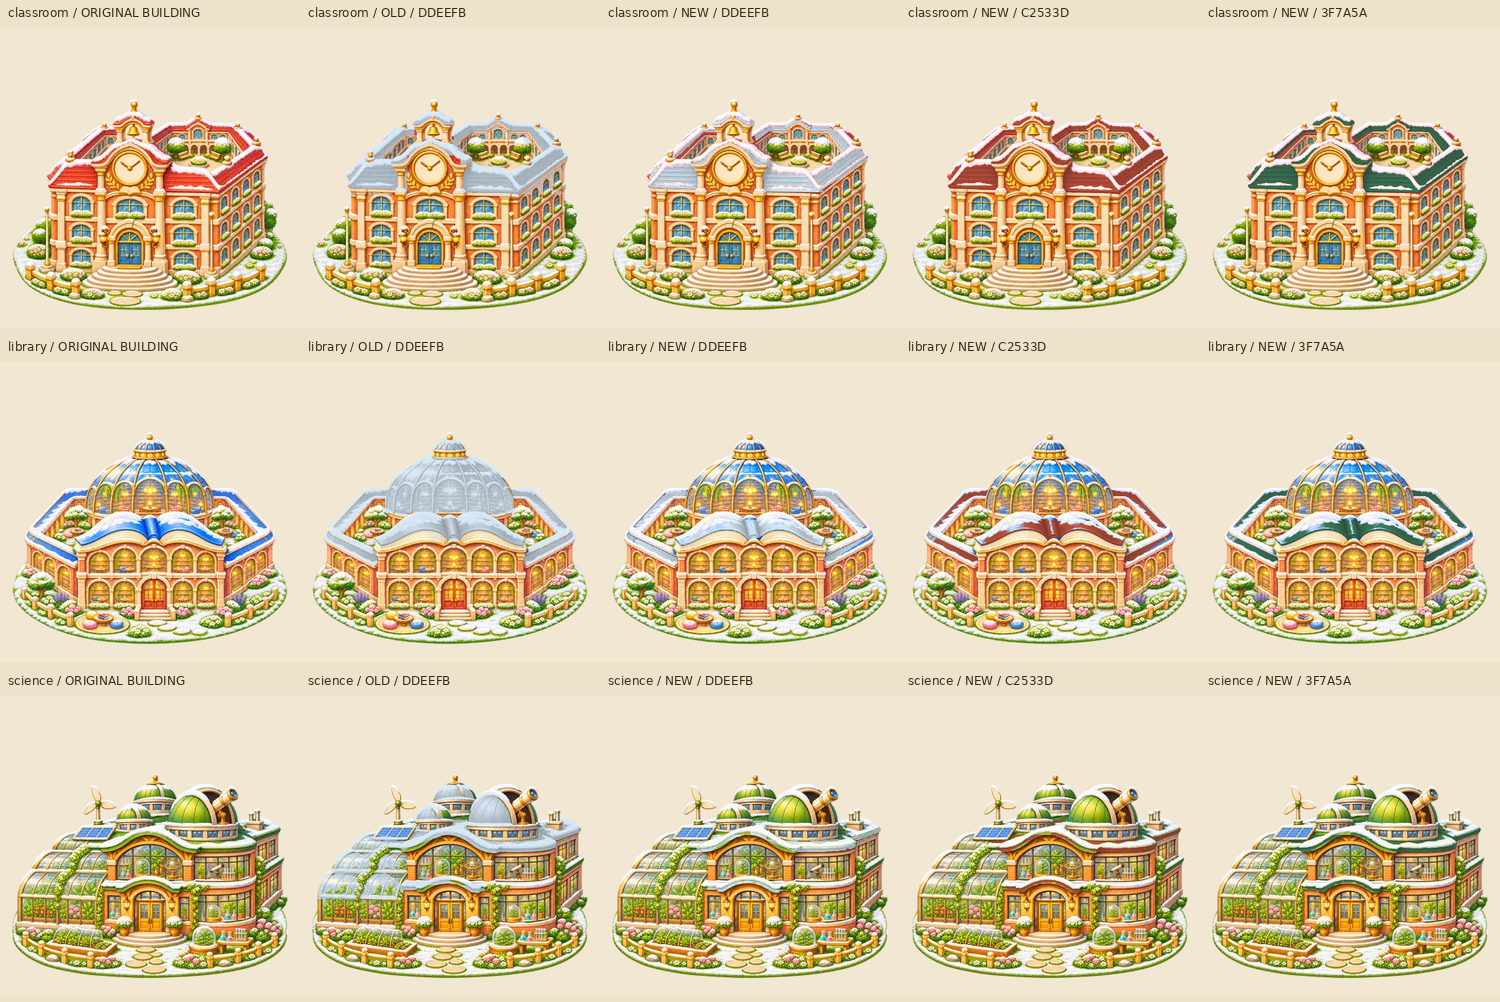 classroom / ORIGINAL BUILDING
classroom / OLD / DDEEFB
classroom / NEW / DDEEFB
classroom / NEW / C2533D
classroom / NEW / 3F7A5A
library / ORIGINAL BUILDING
library / OLD / DDEEFB
library / NEW / DDEEFB
library / NEW / C2533D
library / NEW / 3F7A5A
science / ORIGINAL BUILDING
science / OLD / DDEEFB
science / NEW / DDEEFB
science / NEW / C2533D
science / NEW / 3F7A5A